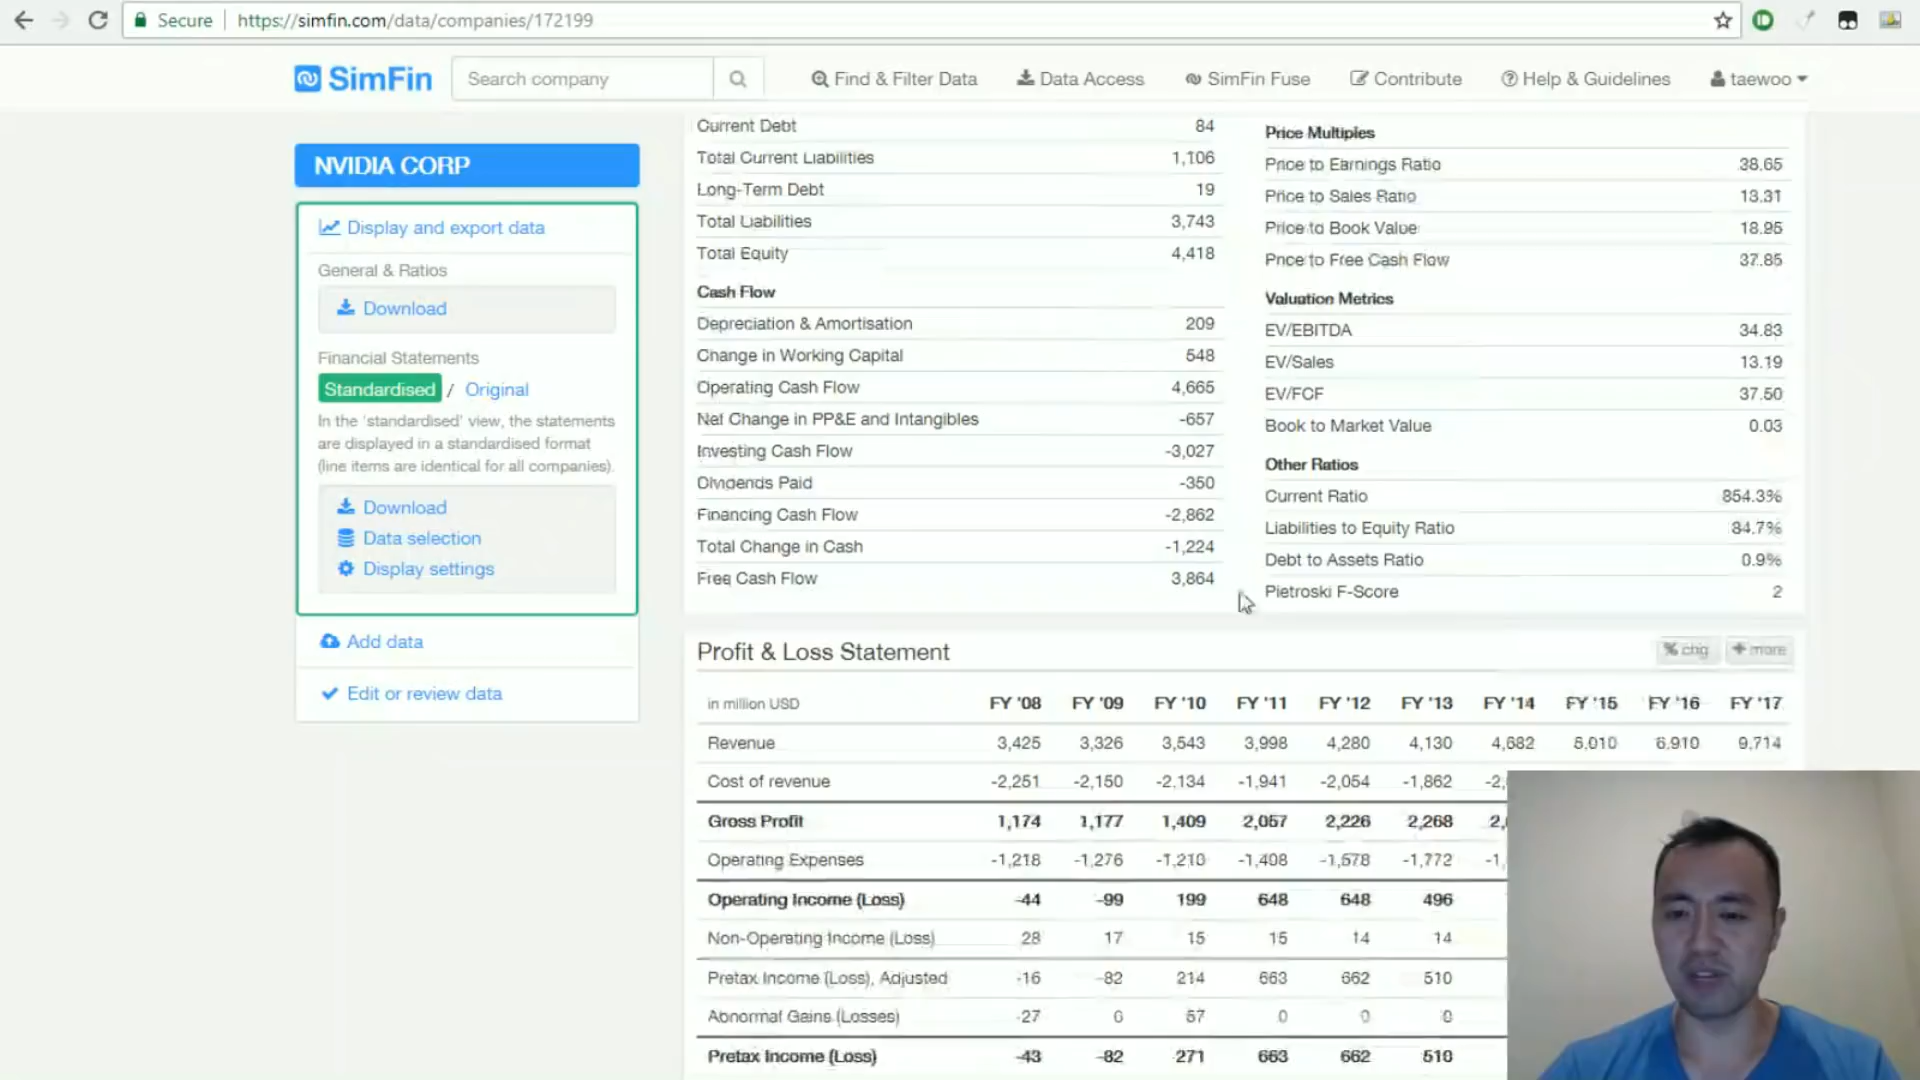 Secure https://simfin.com/data/companies/172199
SimFin Search company Find & Filter Data Data Access SimFin Fuse Contribute Help & Guidelines taewoo
NVIDIA CORP
Display and export data
General & Ratios
Download
Financial Statements
Standardised / Original
In the 'standardised' view, the statements
are displayed in a standardised format
(line items are identical for all companies).
Download
Data selection
Display settings
Add data
Edit or review data
Current Debt 84
Total Current Liabilities 1,106
Long-Term Debt 19
Total Liabilities 3,743
Total Equity 4,418
Cash Flow
Depreciation & Amortisation 209
Change in Working Capital 548
Operating Cash Flow 4,665
Net Change in PP&E and Intangibles -657
Investing Cash Flow -3,027
Dividends Paid -350
Financing Cash Flow -2,862
Total Change in Cash -1,224
Free Cash Flow 3,864
Price Multiples
Price to Earnings Ratio 38.65
Price to Sales Ratio 13.31
Price to Book Value 18.95
Price to Free Cash Flow 37.85
Valuation Metrics
EV/EBITDA 34.83
EV/Sales 13.19
EV/FCF 37.50
Book to Market Value 0.03
Other Ratios
Current Ratio 854.3%
Liabilities to Equity Ratio 84.7%
Debt to Assets Ratio 0.9%
Pietroski F-Score 2
Profit & Loss Statement % chg + more
in million USD FY '08 FY '09 FY '10 FY '11 FY '12 FY '13 FY '14 FY '15 FY '16 FY '17
Revenue 3,425 3,326 3,543 3,998 4,280 4,130 4,682 5,010 6,910 9,714
Cost of revenue -2,251 -2,150 -2,134 -1,941 -2,054 -1,862 -2,
Gross Profit 1,174 1,177 1,409 2,057 2,226 2,268 2,
Operating Expenses -1,218 -1,276 -1,210 -1,408 -1,578 -1,772 -1,
Operating Income (Loss) -44 -99 199 648 648 496
Non-Operating Income (Loss) 28 17 15 15 14 14
Pretax Income (Loss), Adjusted -16 -82 214 663 662 510
Abnormal Gains (Losses) -27 0 57 0 0 0
Pretax Income (Loss) -43 -82 271 663 662 510